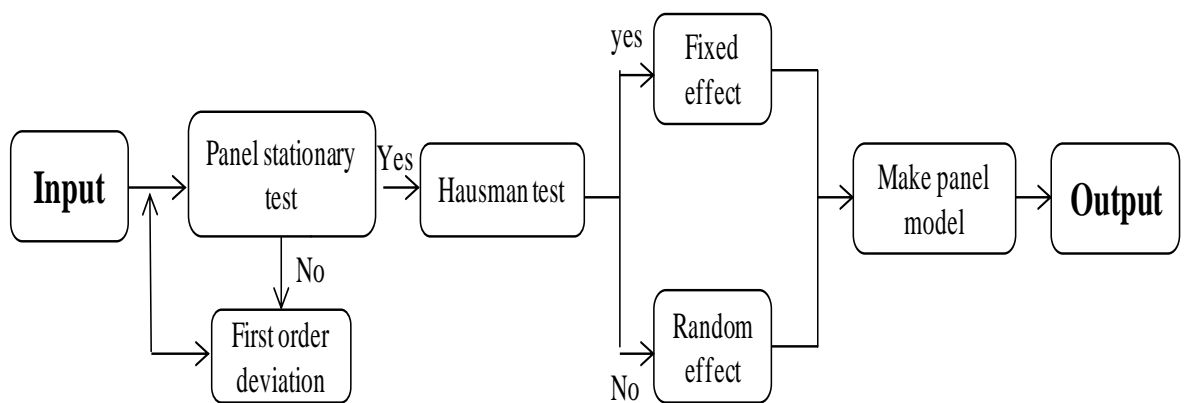 Input
Panel stationary
test
Yes
No
First order
deviation
Hausman test
yes
Fixed
effect
No
Random
effect
Make panel
model
Output